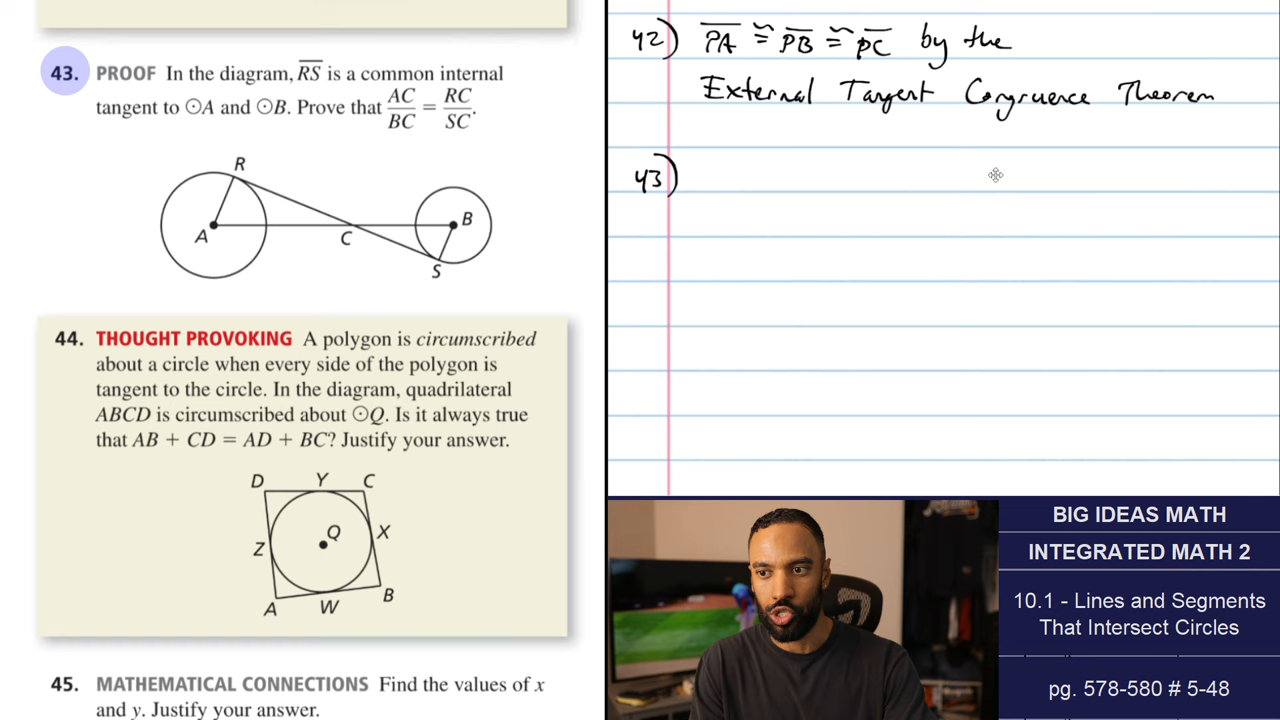 43. PROOF In the diagram, RS is a common internal
tangent to ⊙A and ⊙B. Prove that AC/BC = RC/SC.
R
A
C
B
S
44. THOUGHT PROVOKING A polygon is circumscribed
about a circle when every side of the polygon is
tangent to the circle. In the diagram, quadrilateral
ABCD is circumscribed about ⊙Q. Is it always true
that AB + CD = AD + BC? Justify your answer.
D Y C
Q X
Z
A W B
45. MATHEMATICAL CONNECTIONS Find the values of x
and y. Justify your answer.
42) PA ≅ PB ≅ PC by the
External Tangent Congruence Theorem
43)
BIG IDEAS MATH
INTEGRATED MATH 2
10.1 - Lines and Segments
That Intersect Circles
pg. 578-580 # 5-48